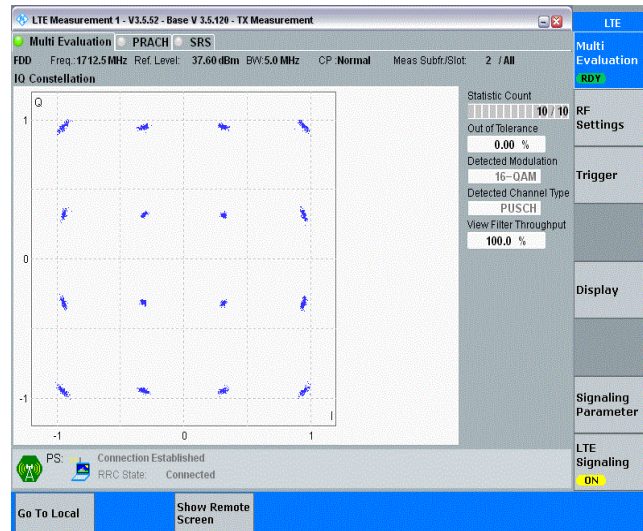 LTE Measurement 1 - V3.5.52 - Base V 3.5.120 - TX Measurement
LTE
Multi Evaluation PRACH SRS
FDD Freq.:1712.5 MHz Ref. Level: 37.60 dBm BW:5.0 MHz CP :Normal Meas Subfr./Slot: 2 / All
IQ Constellation
Q
1
0
-1
-1 0 1
I
Statistic Count
10 / 10
Out of Tolerance
0.00 %
Detected Modulation
16-QAM
Detected Channel Type
PUSCH
View Filter Throughput
100.0 %
Multi
Evaluation
RDY
RF
Settings
Trigger
Display
Signaling
Parameter
LTE
Signaling
ON
PS: Connection Established
RRC State: Connected
Go To Local
Show Remote
Screen